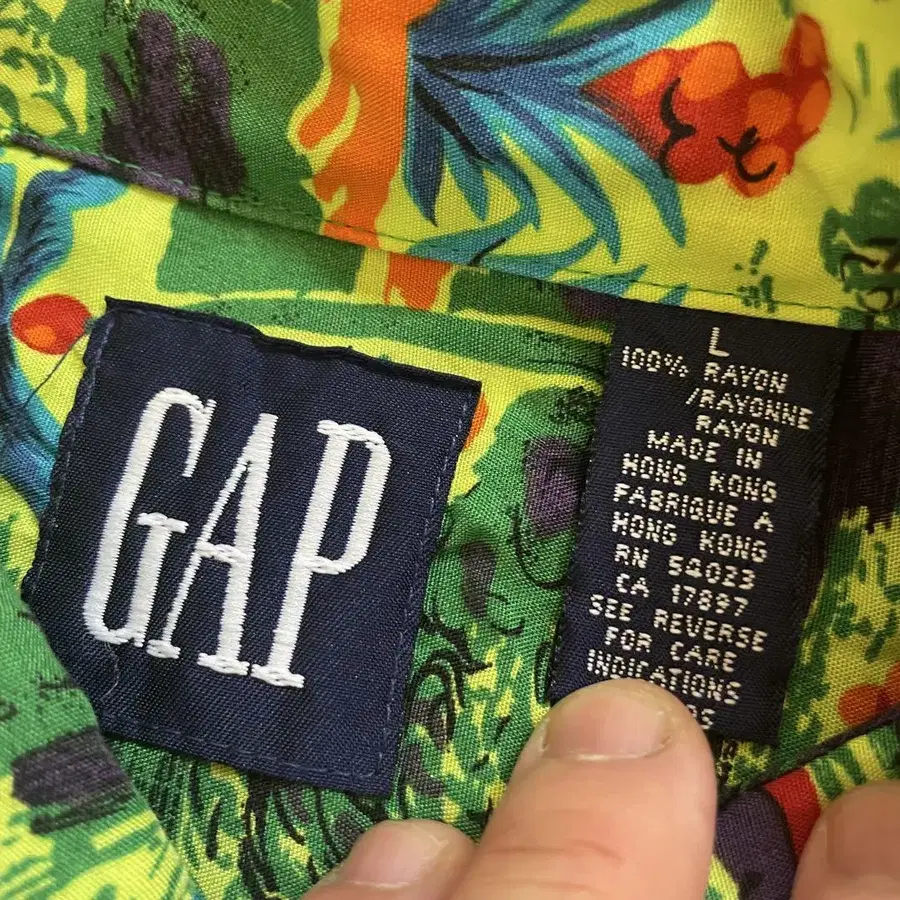 GAP
L
100% RAYON
/RAYONNE
RAYON
MADE IN
HONG KONG
FABRIQUE A
HONG KONG
RN 54023
CA 17897
SEE REVERSE
FOR CARE
INDICATIONS